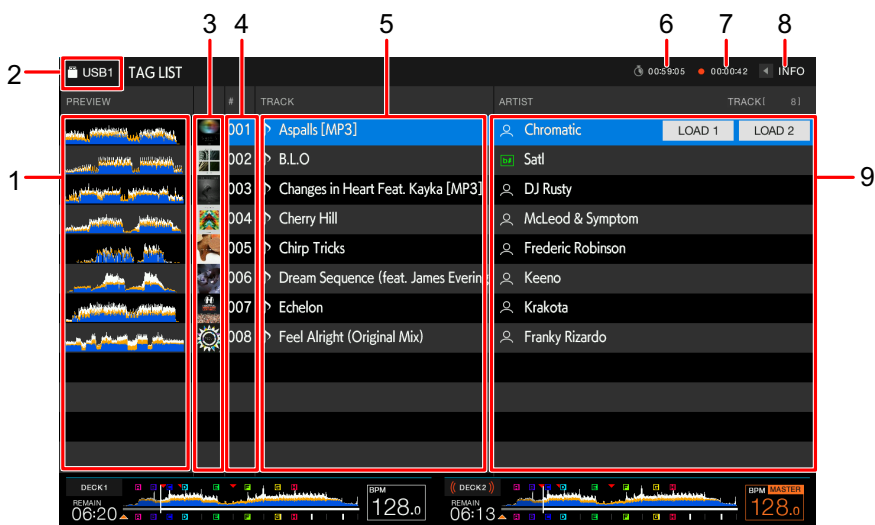 3 4 5 6 7 8
2 USB1 TAG LIST 00:59:05 00:00:42 INFO
PREVIEW # TRACK ARTIST TRACK[ 8]
001 Aspalls [MP3] Chromatic LOAD 1 LOAD 2
002 B.L.O Satl
1 003 Changes in Heart Feat. Kayka [MP3] DJ Rusty 9
004 Cherry Hill McLeod & Symptom
005 Chirp Tricks Frederic Robinson
006 Dream Sequence (feat. James Evering Keeno
007 Echelon Krakota
008 Feel Alright (Original Mix) Franky Rizardo
DECK1 BPM DECK2 BPM MASTER
REMAIN REMAIN
06:20 128.0 06:13 128.0